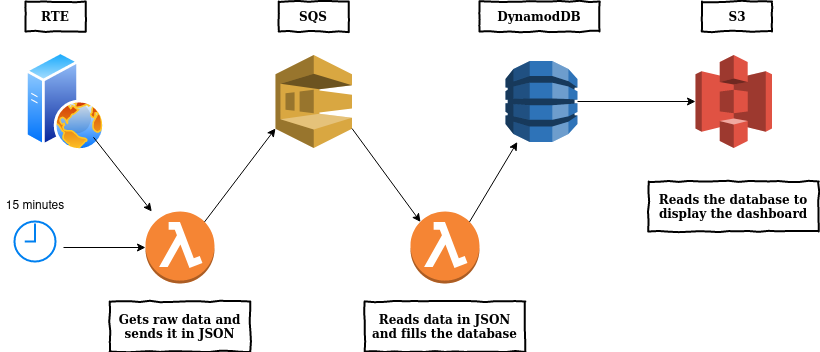 RTE
SQS
DynamodDB
S3
15 minutes
Reads the database to
display the dashboard
Gets raw data and
sends it in JSON
Reads data in JSON
and fills the database